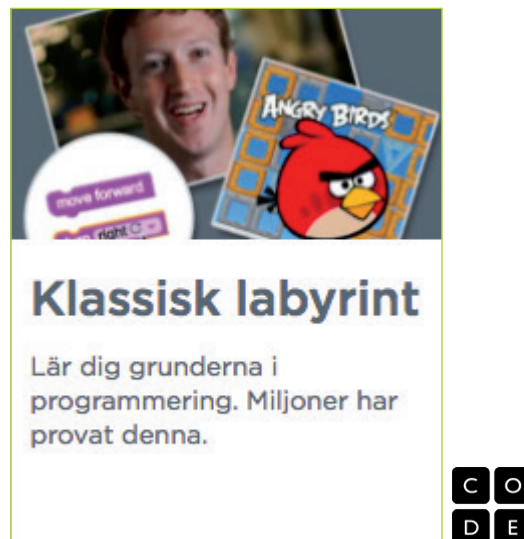 ANGRY BIRDS
move forward
right
Klassisk labyrint
Lär dig grunderna i
programmering. Miljoner har
provat denna.
C O
D E